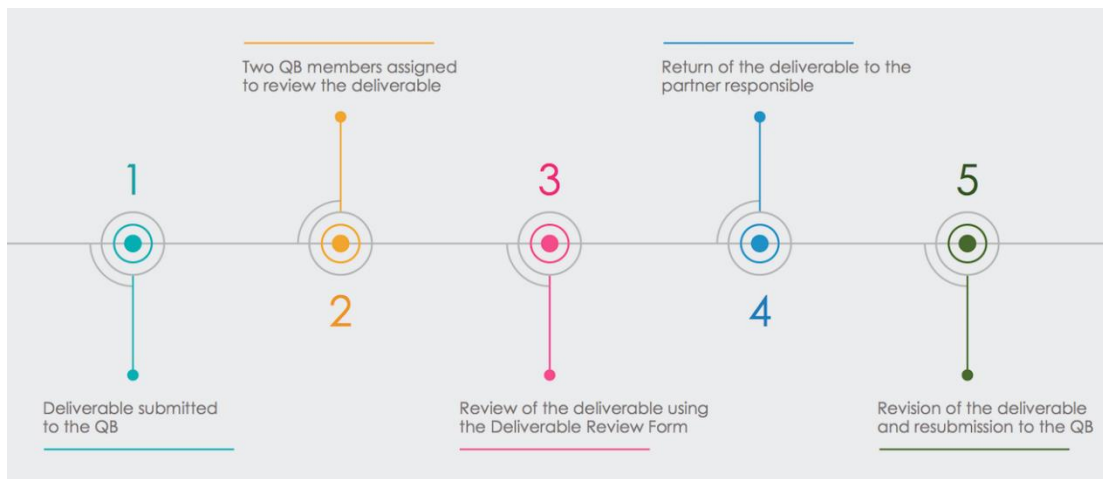 1
Deliverable submitted
to the QB
Two QB members assigned
to review the deliverable
2
3
Review of the deliverable using
the Deliverable Review Form
Return of the deliverable to the
partner responsible
4
5
Revision of the deliverable
and resubmission to the QB